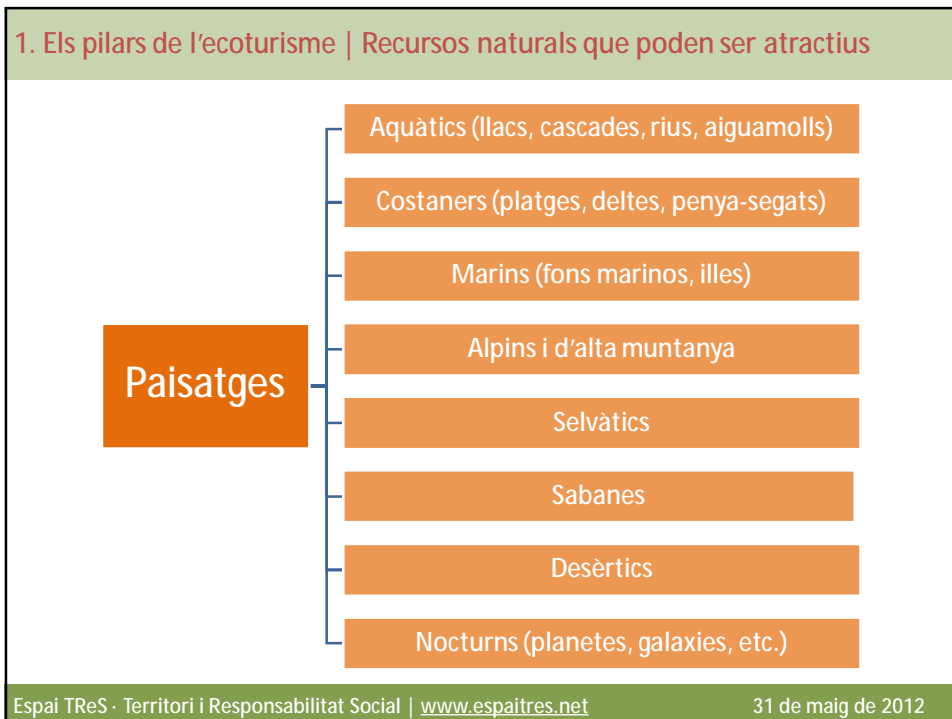 1. Els pilars de l’ecoturisme | Recursos naturals que poden ser atractius
Aquàtics (llacs, cascades, rius, aiguamolls)
Costaners (platges, deltes, penya-segats)
Marins (fons marinos, illes)
Alpins i d’alta muntanya
Paisatges
Selvàtics
Sabanes
Desèrtics
Nocturns (planetes, galaxies, etc.)
Espai TReS · Territori i Responsabilitat Social | www.espaitres.net 31 de maig de 2012